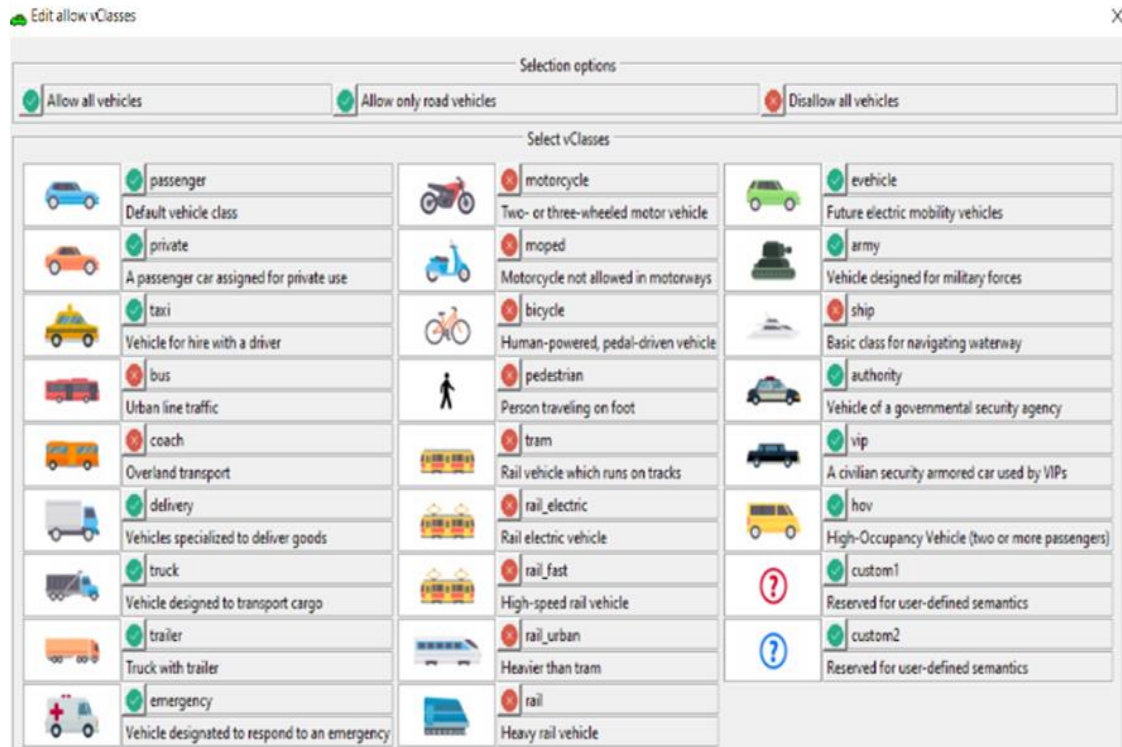 Edit allow vClasses
X
Selection options
Allow all vehicles
Allow only road vehicles
Disallow all vehicles
Select vClasses
passenger
Default vehicle class
private
A passenger car assigned for private use
taxi
Vehicle for hire with a driver
bus
Urban line traffic
coach
Overland transport
delivery
Vehicles specialized to deliver goods
truck
Vehicle designed to transport cargo
trailer
Truck with trailer
emergency
Vehicle designated to respond to an emergency
motorcycle
Two- or three-wheeled motor vehicle
moped
Motorcycle not allowed in motorways
bicycle
Human-powered, pedal-driven vehicle
pedestrian
Person traveling on foot
tram
Rail vehicle which runs on tracks
rail_electric
Rail electric vehicle
rail_fast
High-speed rail vehicle
rail_urban
Heavier than tram
rail
Heavy rail vehicle
evehicle
Future electric mobility vehicles
army
Vehicle designed for military forces
ship
Basic class for navigating waterway
authority
Vehicle of a governmental security agency
vip
A civilian security armored car used by VIPs
hov
High-Occupancy Vehicle (two or more passengers)
?
custom1
Reserved for user-defined semantics
?
custom2
Reserved for user-defined semantics